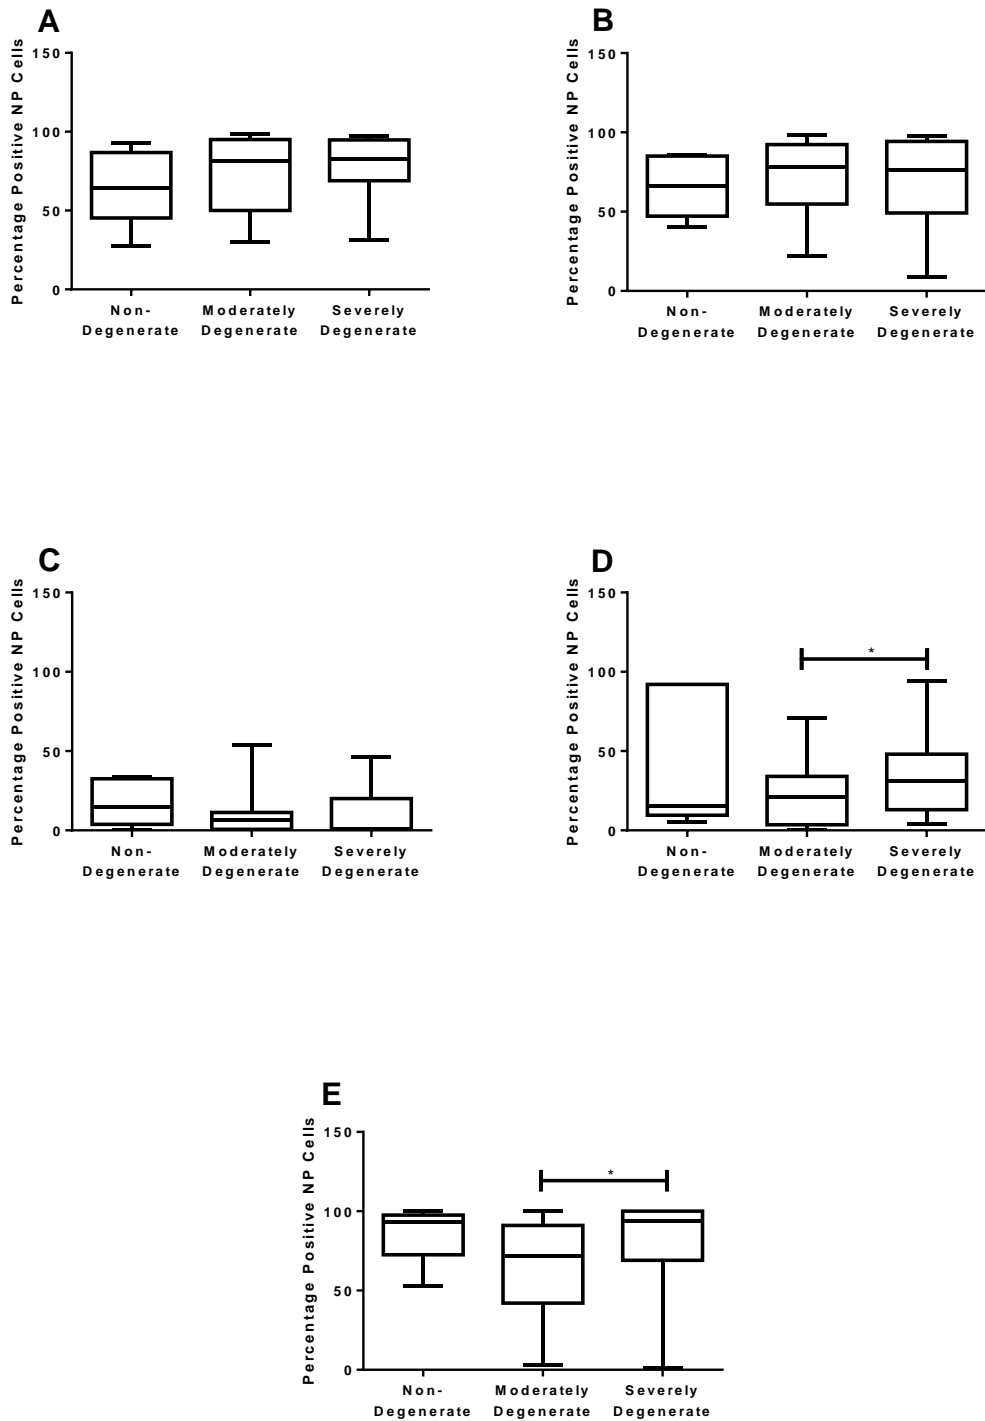 A
Percentage Positive NP Cells
150
100
50
0
Non-
Degenerate
Moderately
Degenerate
Severely
Degenerate
B
Percentage Positive NP Cells
150
100
50
0
Non-
Degenerate
Moderately
Degenerate
Severely
Degenerate
C
Percentage Positive NP Cells
150
100
50
0
Non-
Degenerate
Moderately
Degenerate
Severely
Degenerate
D
Percentage Positive NP Cells
150
100
50
0
*
Non-
Degenerate
Moderately
Degenerate
Severely
Degenerate
E
Percentage Positive NP Cells
150
100
50
0
*
Non-
Degenerate
Moderately
Degenerate
Severely
Degenerate